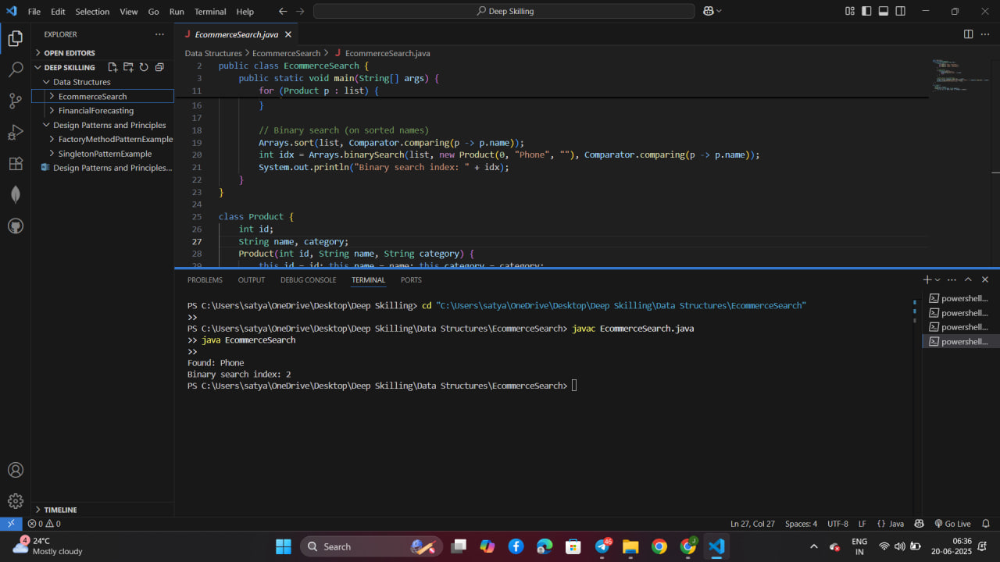 File Edit Selection View Go Run Terminal Help
Deep Skilling
EXPLORER
OPEN EDITORS
DEEP SKILLING
Data Structures
EcommerceSearch
FinancialForecasting
Design Patterns and Principles
FactoryMethodPatternExample
SingletonPatternExample
Design Patterns and Principles...
TIMELINE
J EcommerceSearch.java
Data Structures > EcommerceSearch > J EcommerceSearch.java
2 public class EcommerceSearch {
3 public static void main(String[] args) {
11 for (Product p : list) {
16 }
17
18 // Binary search (on sorted names)
19 Arrays.sort(list, Comparator.comparing(p -> p.name));
20 int idx = Arrays.binarySearch(list, new Product(0, "Phone", ""), Comparator.comparing(p -> p.name));
21 System.out.println("Binary search index: " + idx);
22 }
23 }
24
25 class Product {
26 int id;
27 String name, category;
28 Product(int id, String name, String category) {
29 this.id = id; this.name = name; this.category = category;
PROBLEMS OUTPUT DEBUG CONSOLE TERMINAL PORTS
PS C:\Users\satya\OneDrive\Desktop\Deep Skilling> cd "C:\Users\satya\OneDrive\Desktop\Deep Skilling\Data Structures\EcommerceSearch"
>>
PS C:\Users\satya\OneDrive\Desktop\Deep Skilling\Data Structures\EcommerceSearch> javac EcommerceSearch.java
>> java EcommerceSearch
>>
Found: Phone
Binary search index: 2
PS C:\Users\satya\OneDrive\Desktop\Deep Skilling\Data Structures\EcommerceSearch>
powershell...
powershell...
powershell...
powershell...
0 0
Ln 27, Col 27 Spaces: 4 UTF-8 LF {} Java Go Live
4
24°C
Mostly cloudy
Search
46
J
ENG
IN
06:36
20-06-2025